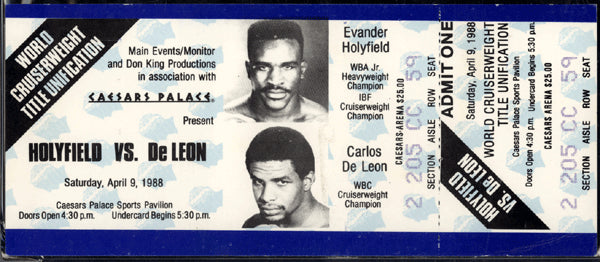 WORLD
CRUISERWEIGHT
TITLE UNIFICATION
Main Events/Monitor
and Don King Productions
in association with
CAESARS PALACE®
Present
HOLYFIELD VS. De LEON
Saturday, April 9, 1988
Caesars Palace Sports Pavilion
Doors Open 4:30 p.m. Undercard Begins 5:30 p.m.
Evander
Holyfield
WBA Jr.
Heavyweight
Champion
IBF
Cruiserweight
Champion
Carlos
De Leon
WBC
Cruiserweight
Champion
CAESARS-ARENA $25.00
2 205 CC 59
SECTION AISLE ROW SEAT
ADMIT ONE
Saturday, April 9, 1988
WORLD CRUISERWEIGHT
TITLE UNIFICATION
Caesars Palace Sports Pavilion
Doors Open 4:30 p.m. Undercard Begins 5:30 p.m.
CAESARS ARENA $25.00
2 205 CC 59
SECTION AISLE ROW SEAT
HOLYFIELD
VS. De LEON